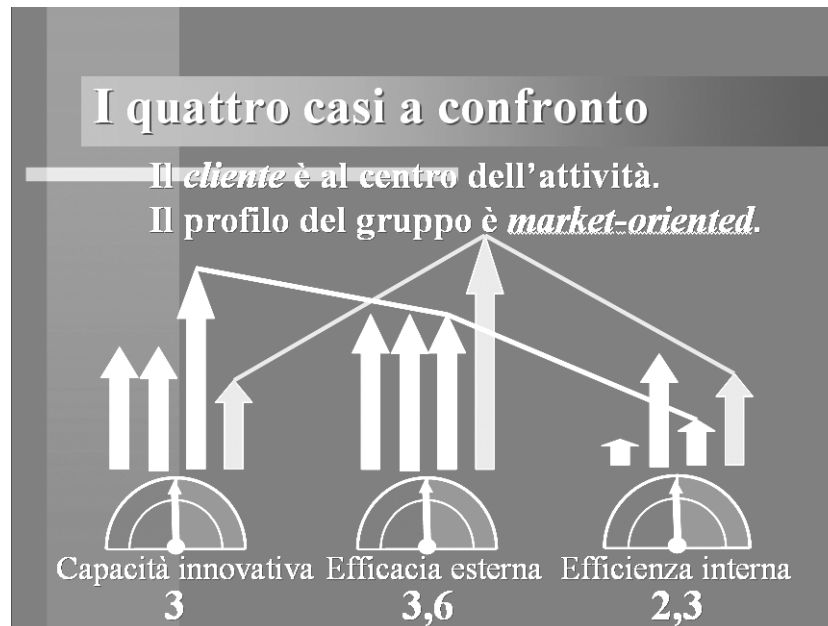 I quattro casi a confronto
Il cliente è al centro dell'attività.
Il profilo del gruppo è market-oriented.
Capacità innovativa Efficacia esterna Efficienza interna
3 3,6 2,3